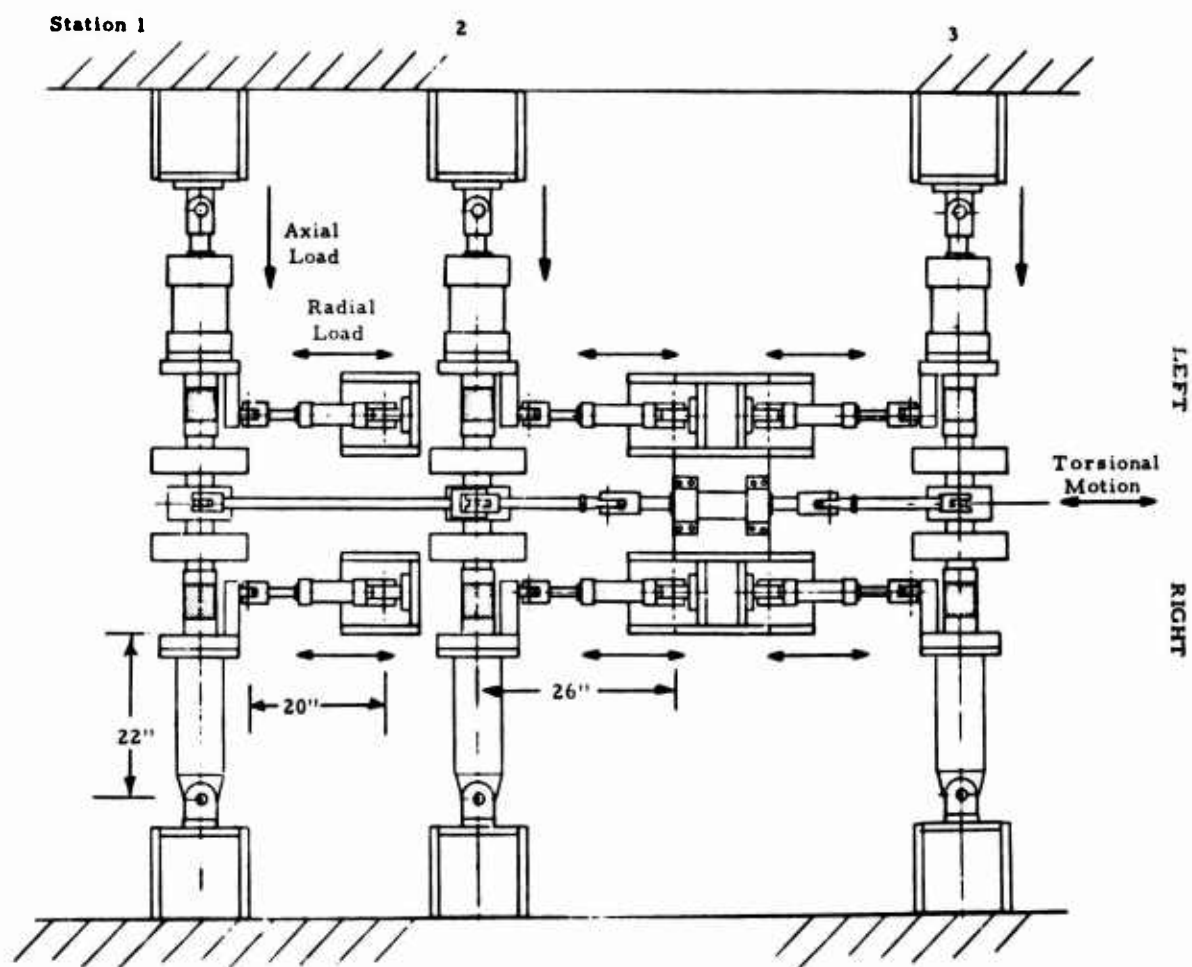 Station 1
2
3
Axial
Load
Radial
Load
LEFT
Torsional
Motion
RIGHT
26"
20"
22"